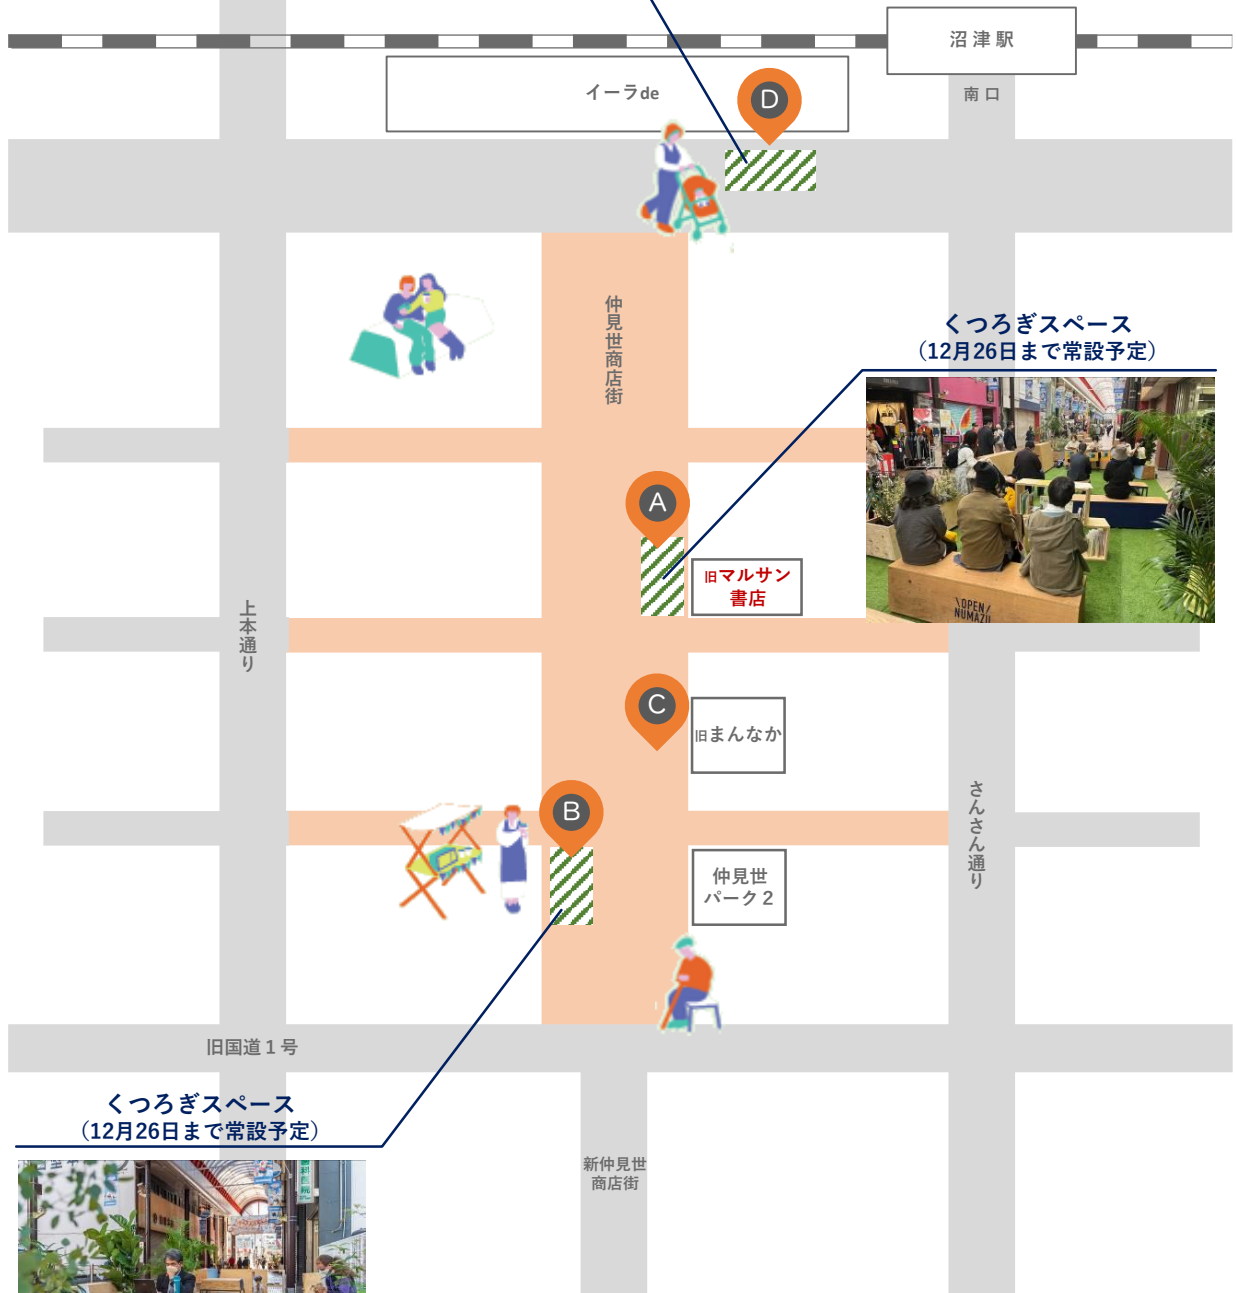 沼津駅
南口
イーラde
D
仲見世商店街
くつろぎスペース
（12月26日まで常設予定）
A
旧マルサン
書店
\OPEN/
NUMAZU
上本通り
C
旧まんなか
さんさん通り
B
仲見世
パーク２
旧国道１号
くつろぎスペース
（12月26日まで常設予定）
新仲見世
商店街
歯科医院